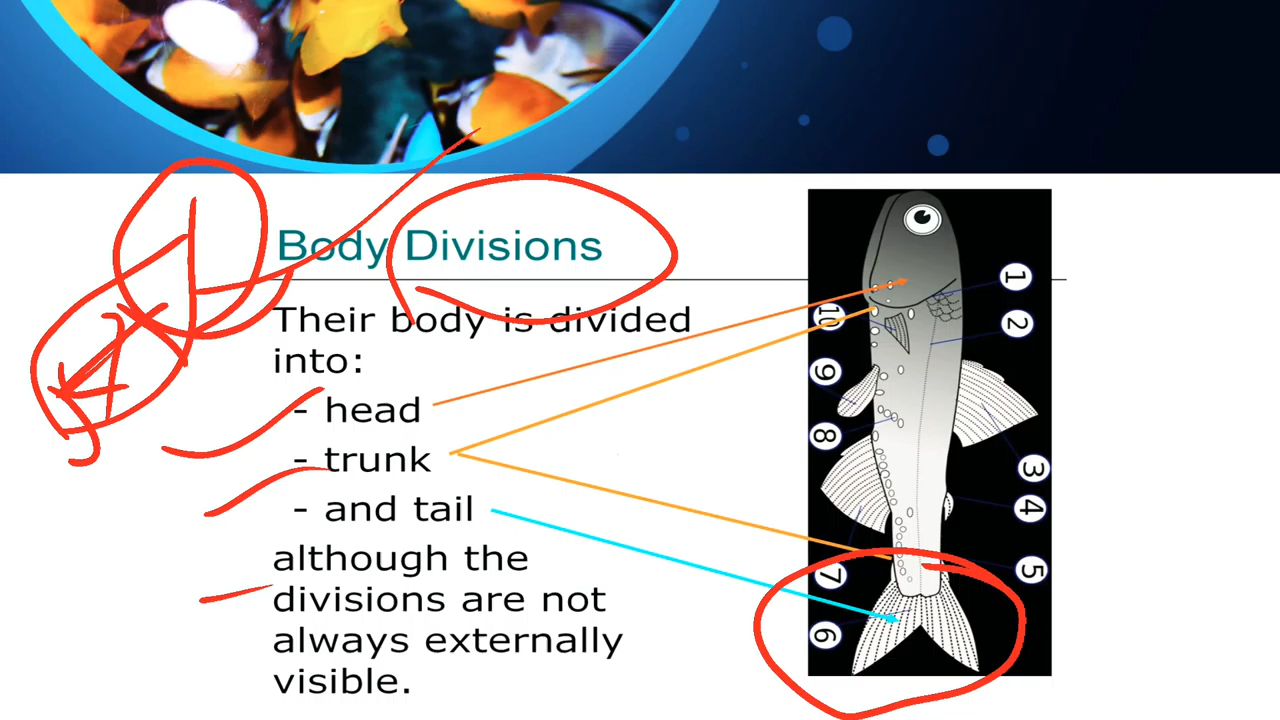 Body Divisions
Their body is divided
into:
- head
- trunk
- and tail
although the
divisions are not
always externally
visible.
1
2
3
4
5
6
7
8
9
10